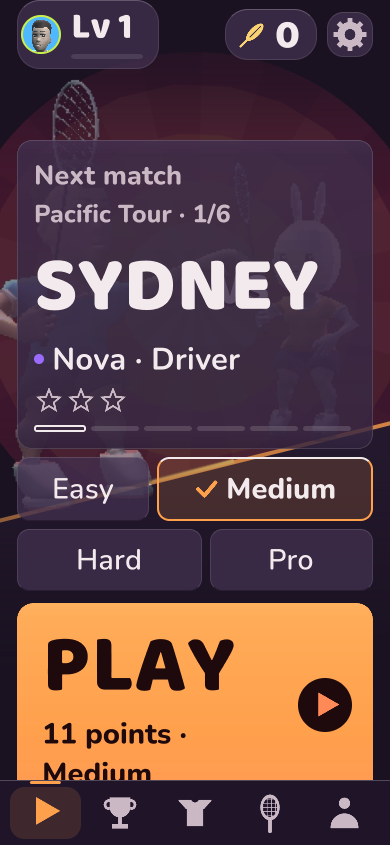 Lv 1
0
Next match
Pacific Tour · 1/6
SYDNEY
Nova · Driver
Easy
Medium
Hard
Pro
PLAY
11 points ·
Medium